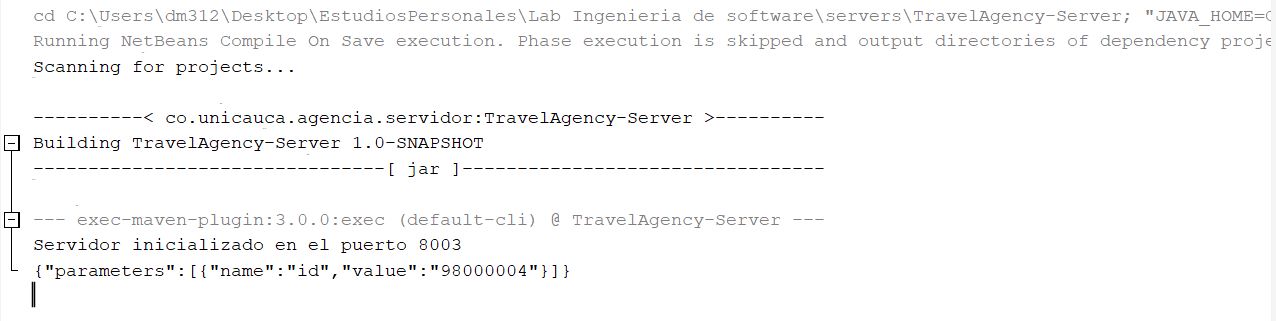 cd C:\Users\dm312\Desktop\EstudiosPersonales\Lab Ingenieria de software\servers\TravelAgency-Server; "JAVA_HOME=C
Running NetBeans Compile On Save execution. Phase execution is skipped and output directories of dependency proje
Scanning for projects...
----------< co.unicauca.agencia.servidor:TravelAgency-Server >----------
Building TravelAgency-Server 1.0-SNAPSHOT
--------------------------------[ jar ]---------------------------------
--- exec-maven-plugin:3.0.0:exec (default-cli) @ TravelAgency-Server ---
Servidor inicializado en el puerto 8003
{"parameters":[{"name":"id","value":"98000004"}]}